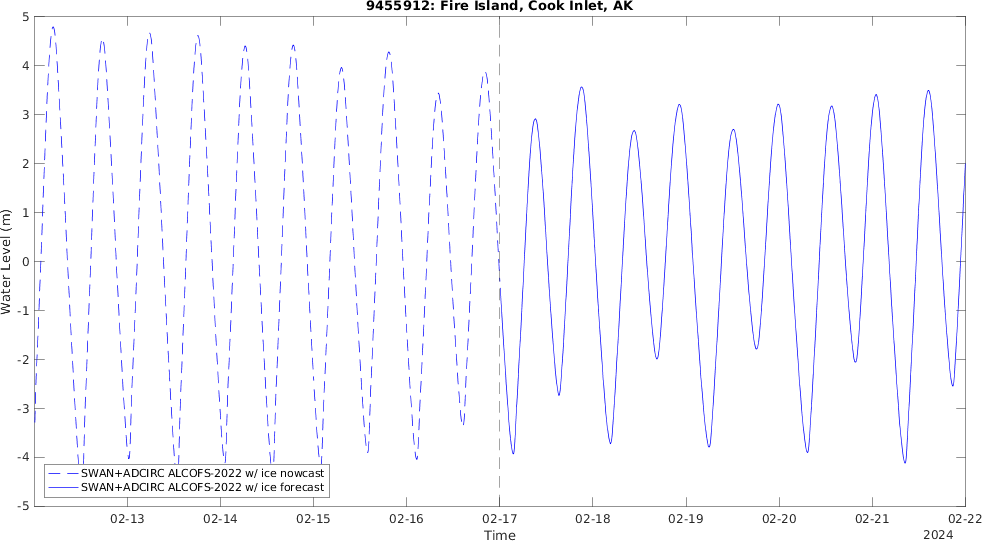 9455912: Fire Island, Cook Inlet, AK
5
4
3
2
1
0
-1
-2
-3
-4
-5
Water Level (m)
SWAN+ADCIRC ALCOFS-2022 w/ ice nowcast
SWAN+ADCIRC ALCOFS-2022 w/ ice forecast
02-13 02-14 02-15 02-16 02-17 02-18 02-19 02-20 02-21 02-22
Time
2024